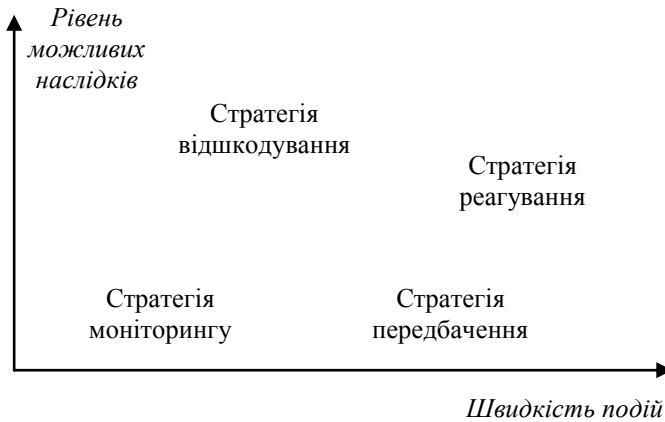 Рівень
можливих
наслідків
Стратегія
відшкодування
Стратегія
реагування
Стратегія
моніторингу
Стратегія
передбачення
Швидкість подій